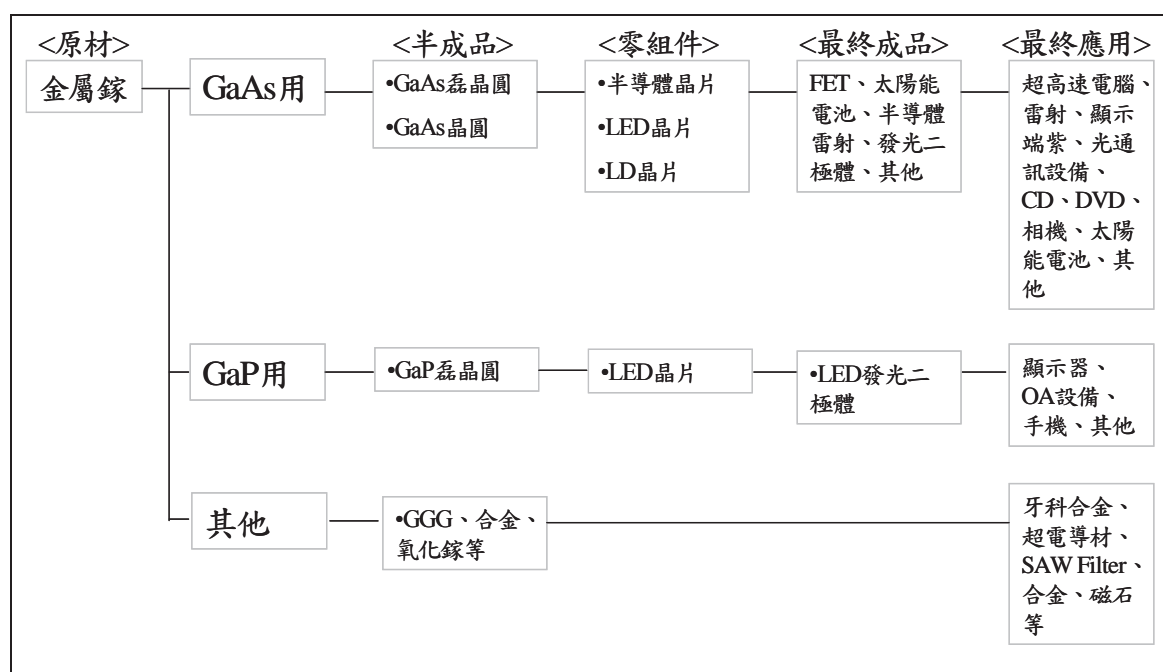 <原材>
<半成品>
<零組件>
<最終成品>
<最終應用>
金屬鎵
GaAs用
•GaAs磊晶圓
•GaAs晶圓
•半導體晶片
•LED晶片
•LD晶片
FET、太陽能
電池、半導體
雷射、發光二
極體、其他
超高速電腦、
雷射、顯示
端紫、光通
訊設備、
CD、DVD、
相機、太陽
能電池、其
他
GaP用
•GaP磊晶圓
•LED晶片
•LED發光二
極體
顯示器、
OA設備、
手機、其他
其他
•GGG、合金、
氧化鎵等
牙科合金、
超電導材、
SAW Filter、
合金、磁石
等